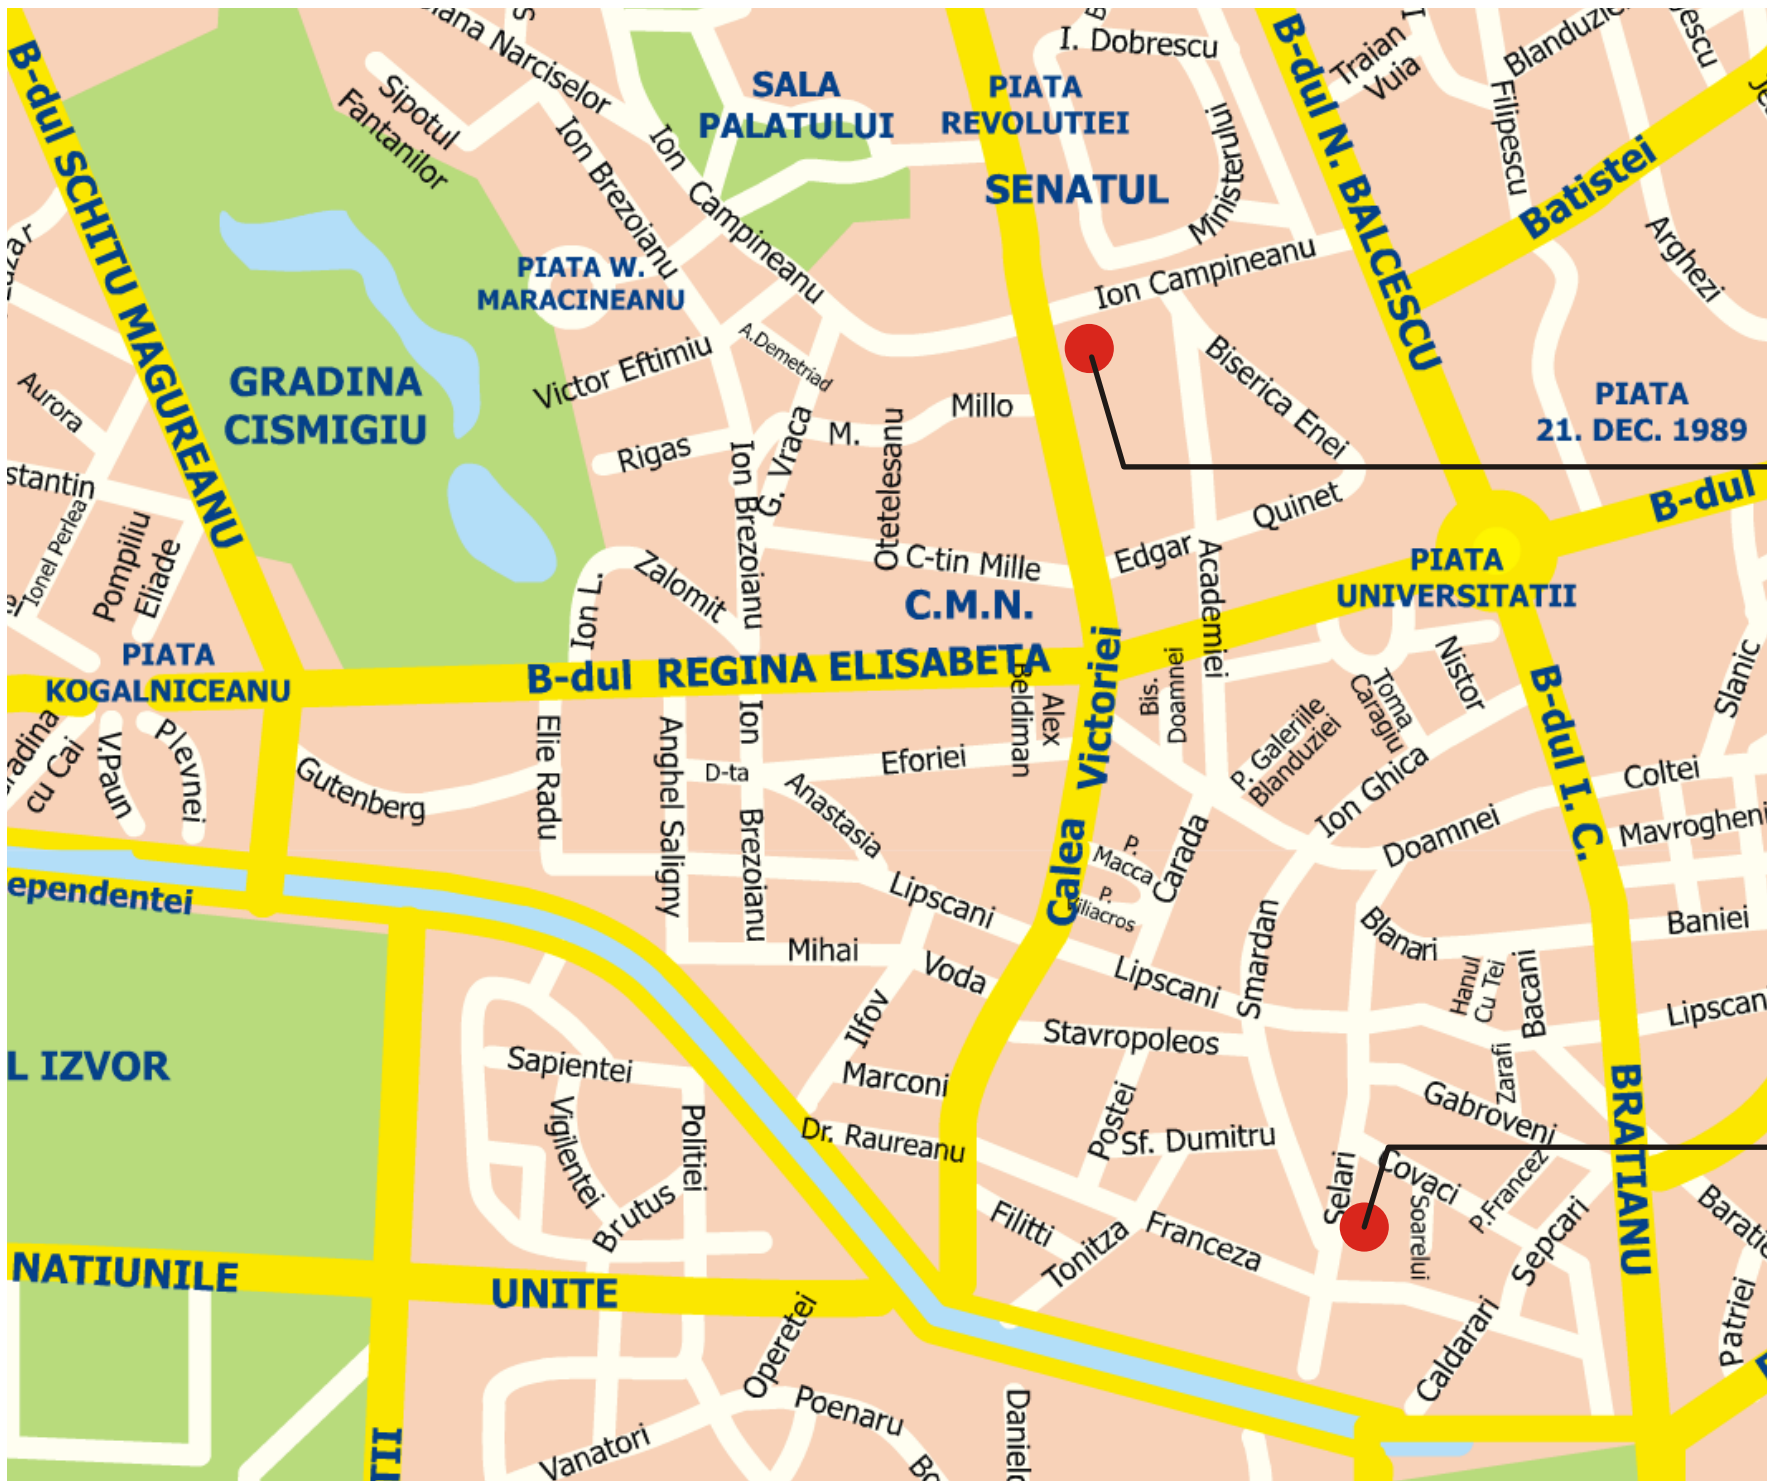 B-dul SCHITU MAGUREANU
iana Narciselor
Sipotul
Fantanilor
Ion Brezoianu
Ion Campineanu
SALA
PALATULUI
PIATA
REVOLUTIEI
SENATUL
I. Dobrescu
Ministerului
B-dul N. BALCESCU
Traian
Vuia
Blanduziei
Filipescu
Batistei
Arghezi
Ion Campineanu
PIATA W.
MARACINEANU
GRADINA
CISMIGIU
Victor Eftimiu
A.Demetriad
Biserica Enei
Aurora
Rigas
G. Vraca
M.
Millo
Otetelesanu
PIATA
21. DEC. 1989
stantin
Ionel Perlea
Pompiliu
Eliade
Ion Brezoianu
Zalomit
Ion L.
C-tin Mille
C.M.N.
Edgar
Quinet
Academiei
B-dul
PIATA
UNIVERSITATII
PIATA
KOGALNICEANU
B-dul REGINA ELISABETA
Beldiman
Alex
Calea Victoriei
Bis.
Doamnei
Toma
Caragiu
Nistor
Slanic
B-dul I. C.
BRATIANU
radina
cu Cai
V.Paun
Plevnei
Gutenberg
Elie Radu
Anghel Saligny
Ion
D-ta
Brezoianu
Anastasia
Eforiei
P. Galeriile
Blanduziei
Ion Ghica
Doamnei
Coltei
Mavrogheni
P.
Macca
P.
Viliacros
Carada
ependentei
Lipscani
Mihai
Voda
Lipscani
Smardan
Blanari
Hanul
Cu Tei
Bacani
Baniei
Lipscan
L IZVOR
Sapientei
Vigilentei
Politiei
Brutus
Ilfov
Marconi
Dr. Raureanu
Stavropoleos
Postei
Sf. Dumitru
Zarafi
Gabroveni
Covaci
Selari
Soarelui
P.Francez
Sepcari
Baratie
Patriei
Filitti
Tonitza
Franceza
Caldarari
NATIUNILE
UNITE
Operetei
Poenaru
Vanatori